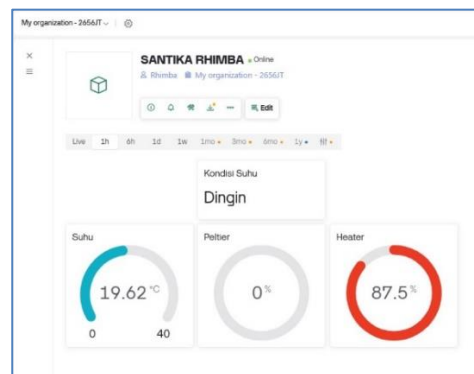 My organization - 2656JT
SANTIKA RHIMBA Online
Rhimba My organization - 2656JT
Edit
Live 1h 6h 1d 1w 1mo 3mo 6mo 1y
Kondisi Suhu
Dingin
Suhu Peltier Heater
19.62 °C 0 % 87.5 %
0 40